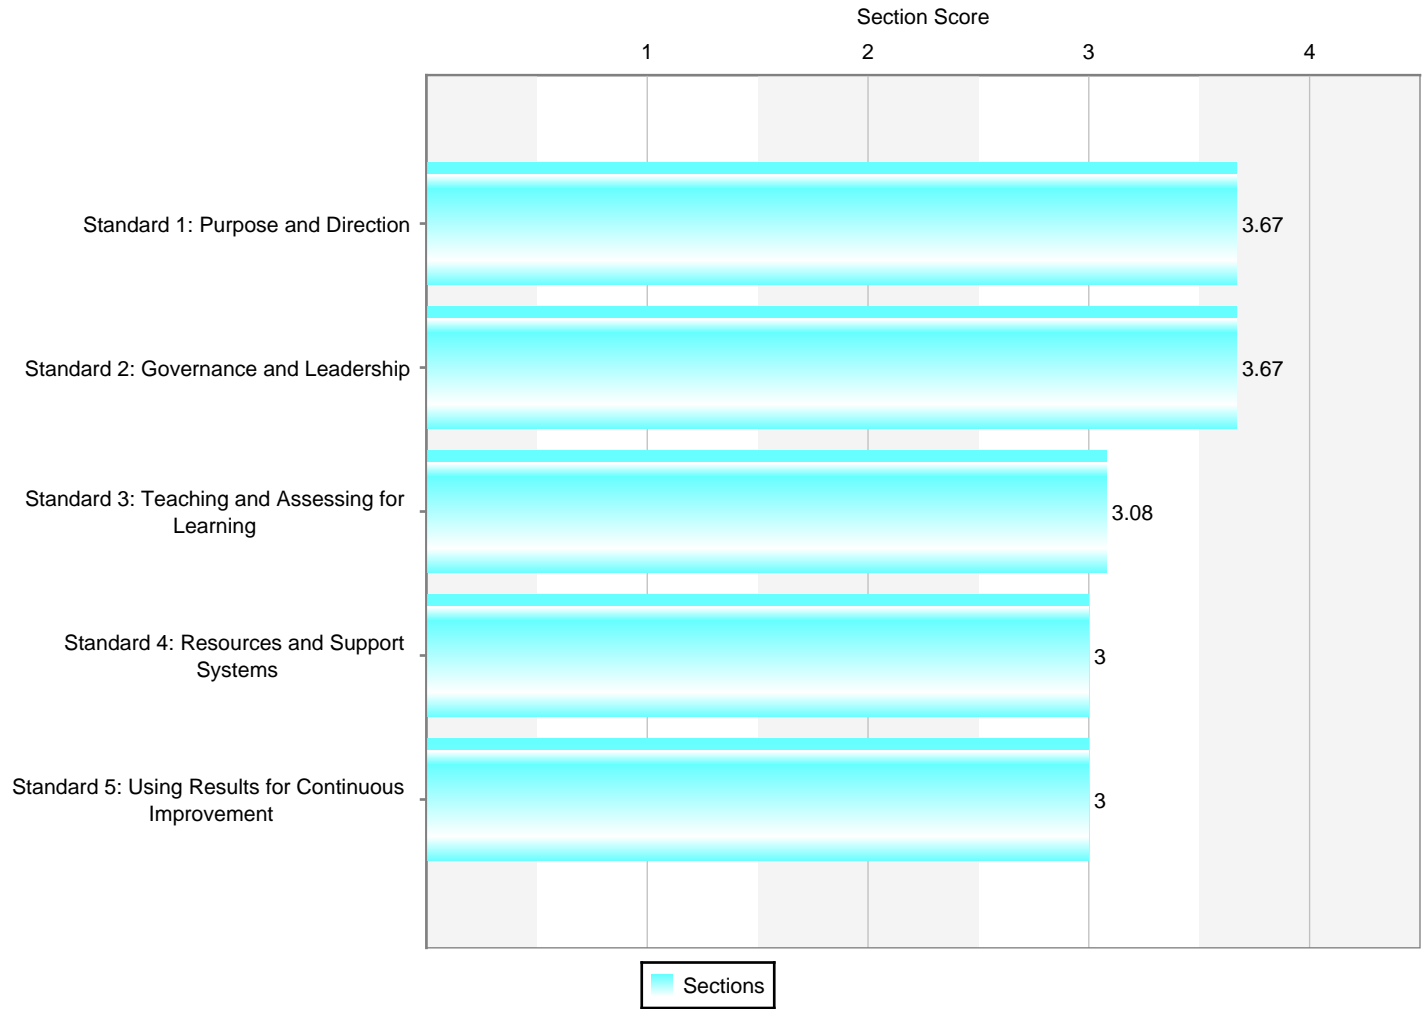 Section Score
1 2 3 4
Standard 1: Purpose and Direction 3.67
Standard 2: Governance and Leadership 3.67
Standard 3: Teaching and Assessing for
Learning
3.08
Standard 4: Resources and Support
Systems
3
Standard 5: Using Results for Continuous
Improvement
3
Sections